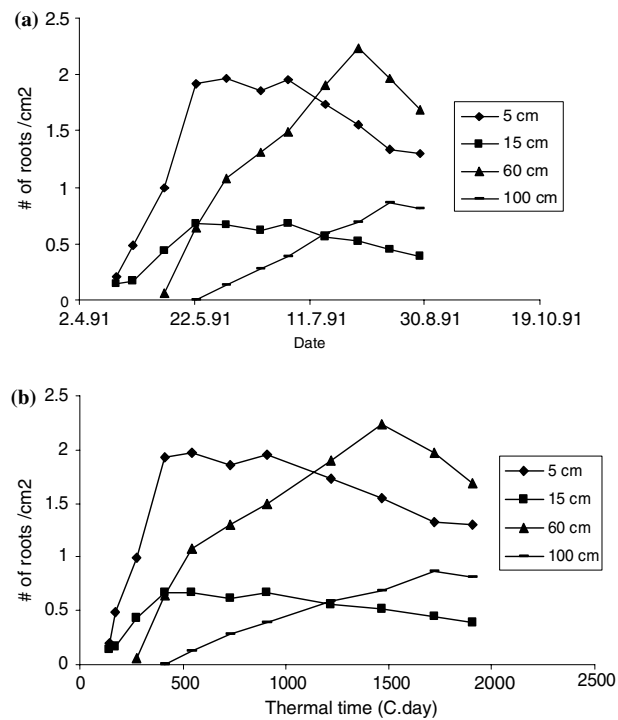 (a)
2.5
2
1.5
1
0.5
0
# of roots /cm2
2.4.91 22.5.91 11.7.91 30.8.91 19.10.91
Date
5 cm
15 cm
60 cm
100 cm
(b)
2.5
2
1.5
1
0.5
0
# of roots /cm2
0 500 1000 1500 2000 2500
Thermal time (C.day)
5 cm
15 cm
60 cm
100 cm